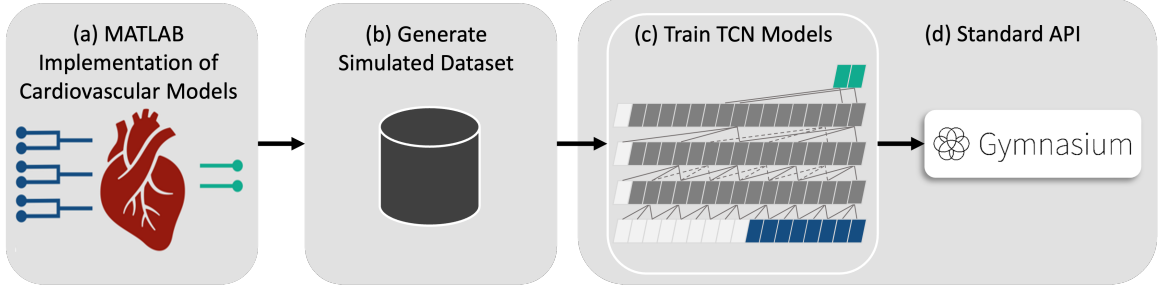 (a) MATLAB
Implementation of
Cardiovascular Models
(b) Generate
Simulated Dataset
(c) Train TCN Models
(d) Standard API
Gymnasium